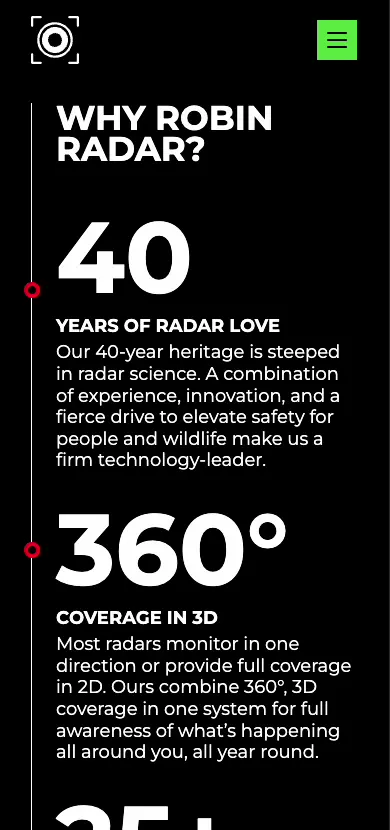 WHY ROBIN
RADAR?
40
YEARS OF RADAR LOVE
Our 40-year heritage is steeped
in radar science. A combination
of experience, innovation, and a
fierce drive to elevate safety for
people and wildlife make us a
firm technology-leader.
360°
COVERAGE IN 3D
Most radars monitor in one
direction or provide full coverage
in 2D. Ours combine 360°, 3D
coverage in one system for full
awareness of what's happening
all around you, all year round.